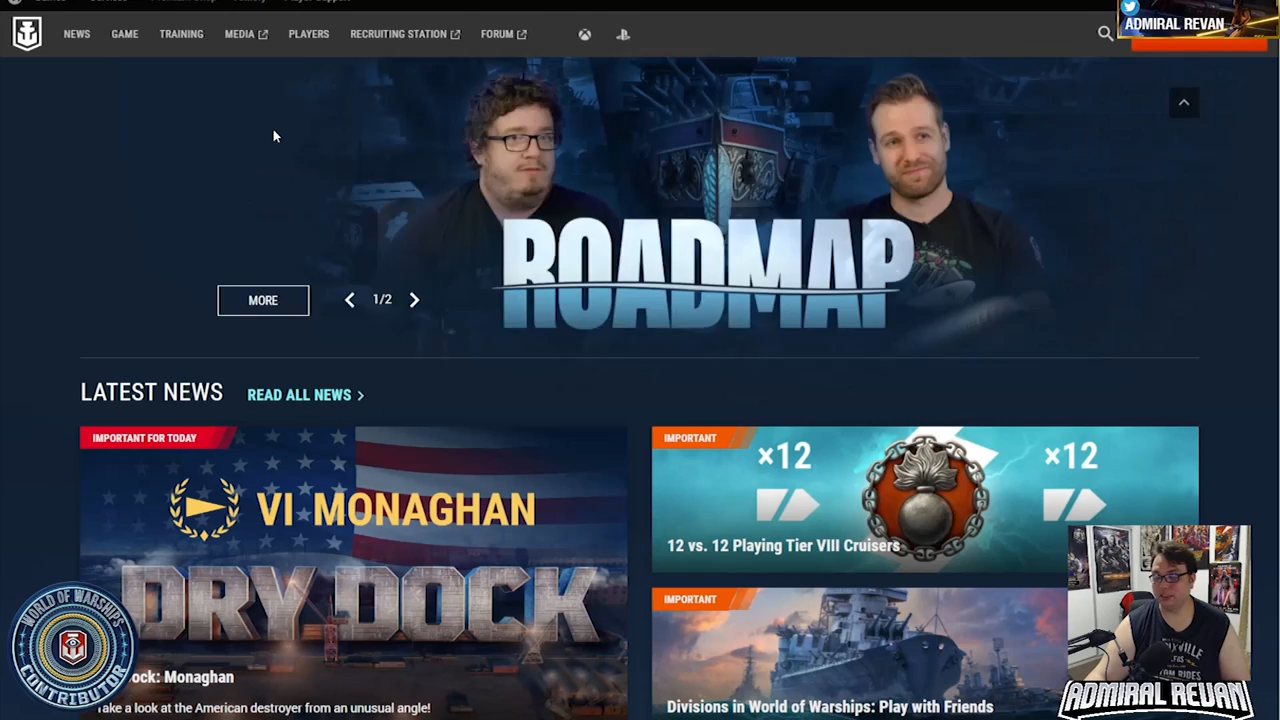 ADMIRAL REVAN
NEWS GAME TRAINING MEDIA PLAYERS RECRUITING STATION FORUM
ROADMAP
MORE
1/2
LATEST NEWS READ ALL NEWS
IMPORTANT FOR TODAY
VI MONAGHAN
DRY DOCK
ock: Monaghan
Take a look at the American destroyer from an unusual angle!
IMPORTANT
×12 ×12
12 vs. 12 Playing Tier VIII Cruisers
IMPORTANT
Divisions in World of Warships: Play with Friends
WORLD OF WARSHIPS
CONTRIBUTOR
ADMIRAL REVAN